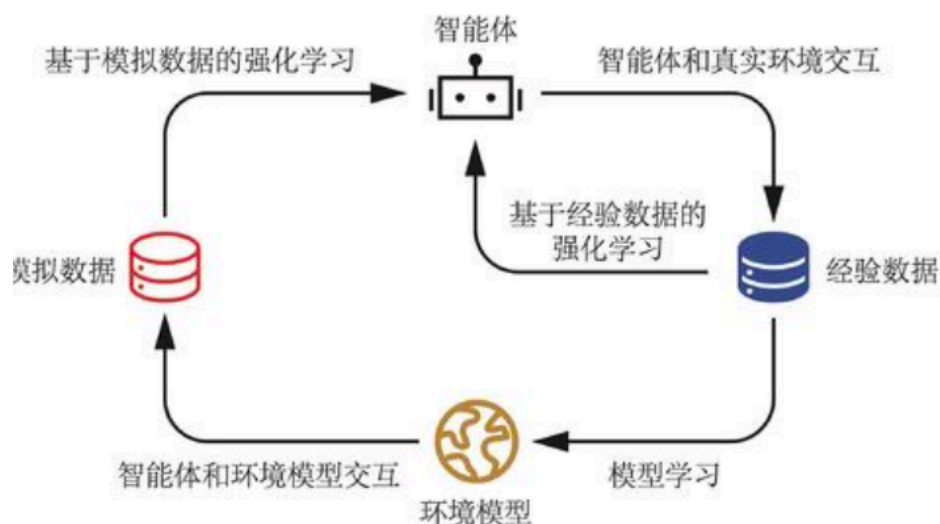 智能体
基于模拟数据的强化学习
智能体和真实环境交互
基于经验数据的
强化学习
模拟数据
经验数据
智能体和环境模型交互
模型学习
环境模型